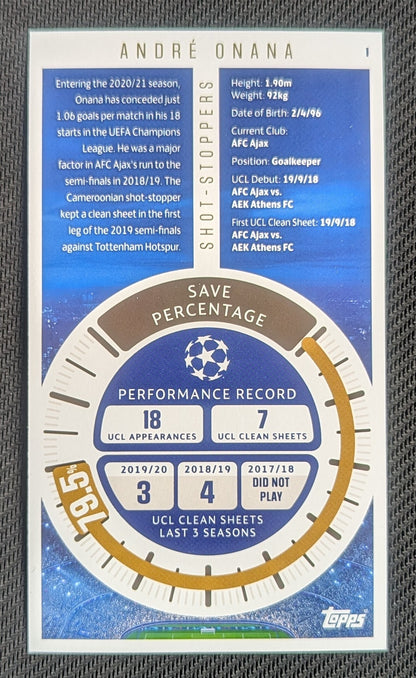 ANDRÉ ONANA
1
Entering the 2020/21 season,
Onana has conceded just
1.06 goals per match in his 18
starts in the UEFA Champions
League. He was a major
factor in AFC Ajax's run to the
semi-finals in 2018/19. The
Cameroonian shot-stopper
kept a clean sheet in the first
leg of the 2019 semi-finals
against Tottenham Hotspur.
SHOT-STOPPERS
Height: 1.90m
Weight: 92kg
Date of Birth: 2/4/96
Current Club:
AFC Ajax
Position: Goalkeeper
UCL Debut: 19/9/18
AFC Ajax vs.
AEK Athens FC
First UCL Clean Sheet: 19/9/18
AFC Ajax vs.
AEK Athens FC
SAVE
PERCENTAGE
PERFORMANCE RECORD
18 7
UCL APPEARANCES UCL CLEAN SHEETS
2019/20 2018/19 2017/18
3 4 DID NOT
PLAY
UCL CLEAN SHEETS
LAST 3 SEASONS
79.5%
Topps